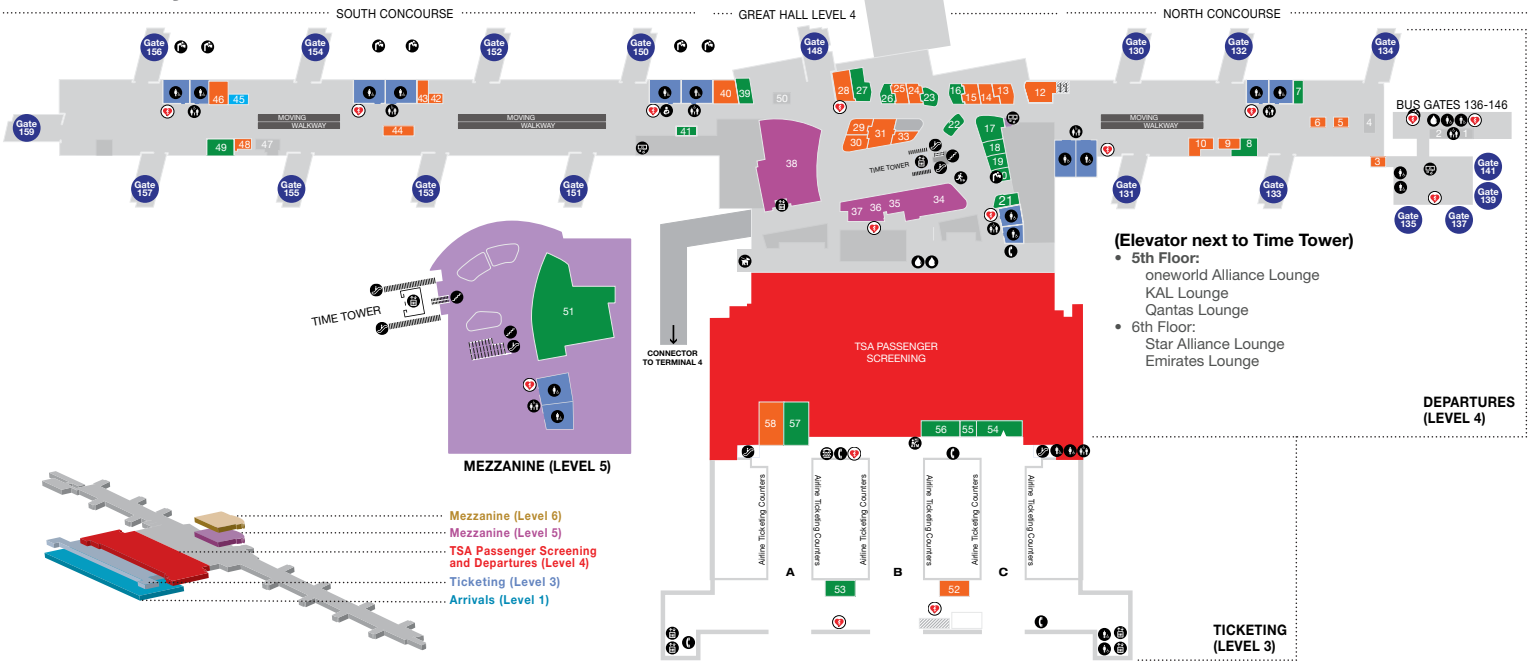 SOUTH CONCOURSE
GREAT HALL LEVEL 4
NORTH CONCOURSE
Gate 156
Gate 154
Gate 152
Gate 150
Gate 148
Gate 130
Gate 132
Gate 134
46
45
43
42
40
39
50
28
27
26
25
24
23
16
15
14
13
12
7
BUS GATES 136-146
Gate 159
MOVING
WALKWAY
44
MOVING
WALKWAY
41
38
29
30
31
33
22
17
18
19
MOVING
WALKWAY
6
5
4
2
1
49
48
47
TIME TOWER
10
9
8
3
Gate 157
Gate 155
Gate 153
Gate 151
37
36
35
34
21
Gate 131
Gate 133
Gate 141
Gate 139
Gate 135
Gate 137
(Elevator next to Time Tower)
• 5th Floor:
oneworld Alliance Lounge
KAL Lounge
Qantas Lounge
• 6th Floor:
Star Alliance Lounge
Emirates Lounge
TIME TOWER
51
CONNECTOR
TO TERMINAL 4
TSA PASSENGER
SCREENING
DEPARTURES
(LEVEL 4)
58
57
56
55
54
MEZZANINE (LEVEL 5)
Airline Ticketing Counters
Airline Ticketing Counters
Airline Ticketing Counters
Airline Ticketing Counters
Airline Ticketing Counters
Airline Ticketing Counters
A
B
C
53
52
Mezzanine (Level 6)
Mezzanine (Level 5)
TSA Passenger Screening
and Departures (Level 4)
Ticketing (Level 3)
Arrivals (Level 1)
TICKETING
(LEVEL 3)